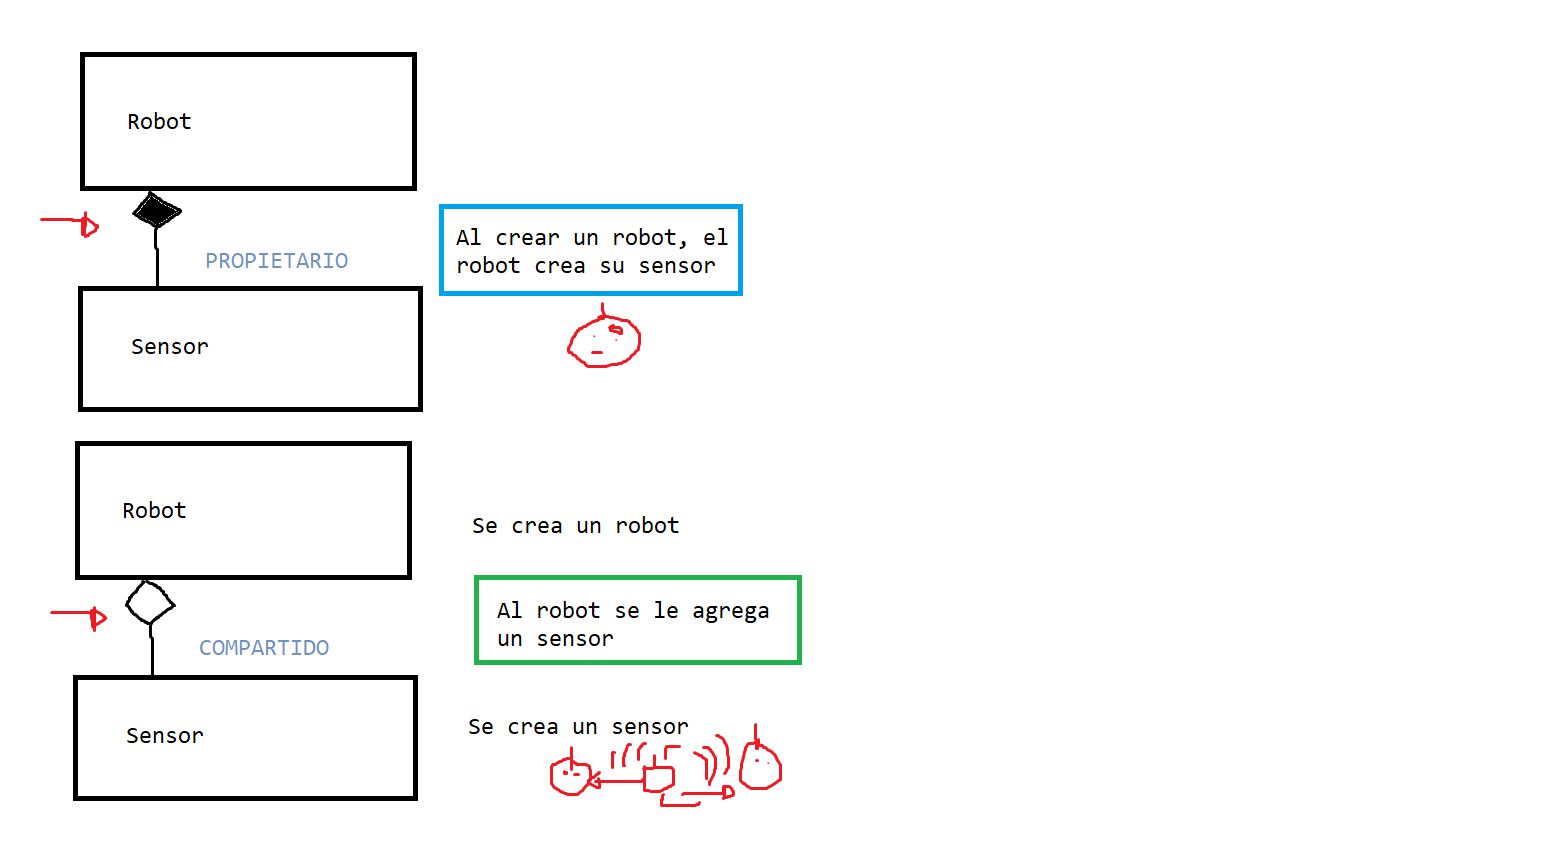 Robot
PROPIETARIO
Al crear un robot, el
robot crea su sensor
Sensor
Robot
Se crea un robot
Al robot se le agrega
un sensor
COMPARTIDO
Se crea un sensor
Sensor